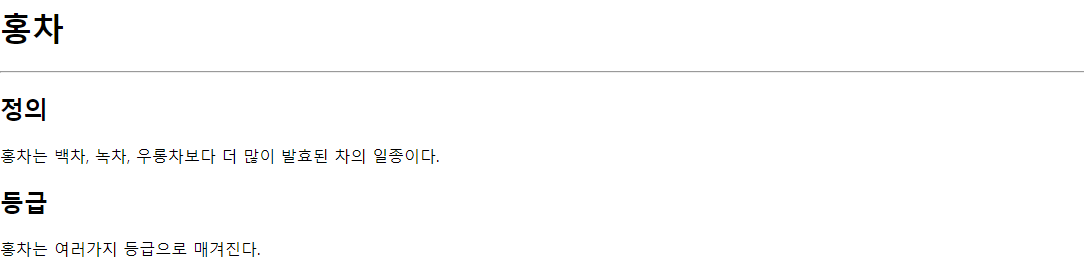 홍차
정의
홍차는 백차, 녹차, 우롱차보다 더 많이 발효된 차의 일종이다.
등급
홍차는 여러가지 등급으로 매겨진다.